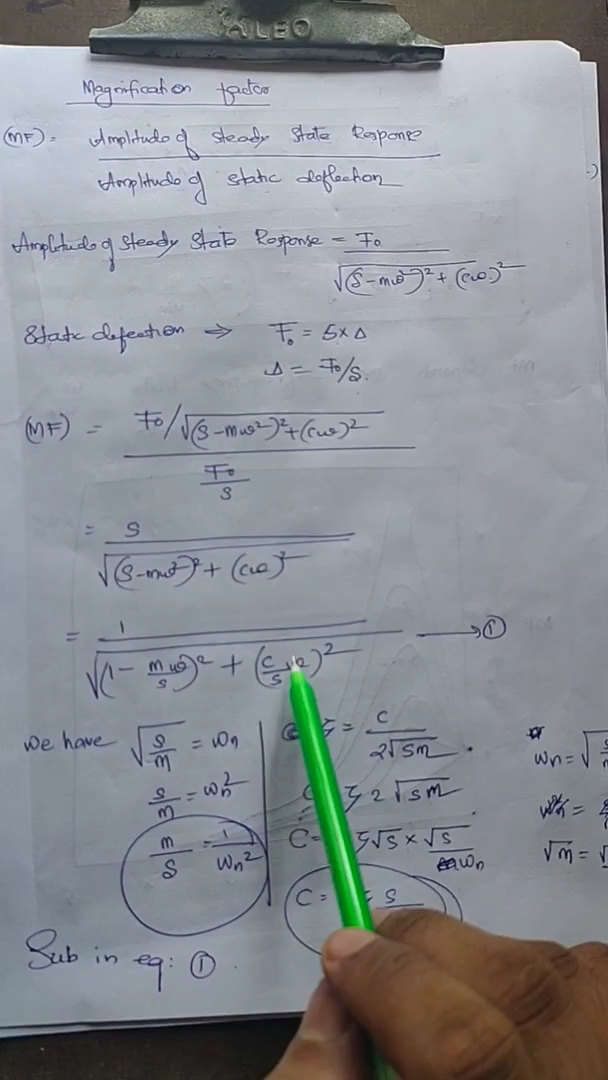 KLEO
Magnification factor
(MF) = Amplitude of Steady State Response
Amplitude of static deflection
Amplitude of Steady State Response = F₀
√(S-mω²)² + (cω)²
Static defection ⇒ F₀ = S×Δ
Δ = F₀/S.
(MF) = F₀/√(S-mω²)²+(cω)²
F₀
S
= S
√(S-mω²)² + (cω)²
= 1
√(1 - mω²/S)² + (c/S ω)² → ①
We have √S/m = ωn
S/m = ωn²
m/S = 1/ωn²
ζ = C/2√Sm .
ζ 2 √Sm
C = ζ√S × √S/ωn
C = S
ωn = √S
√m = √
Sub in eq: ①